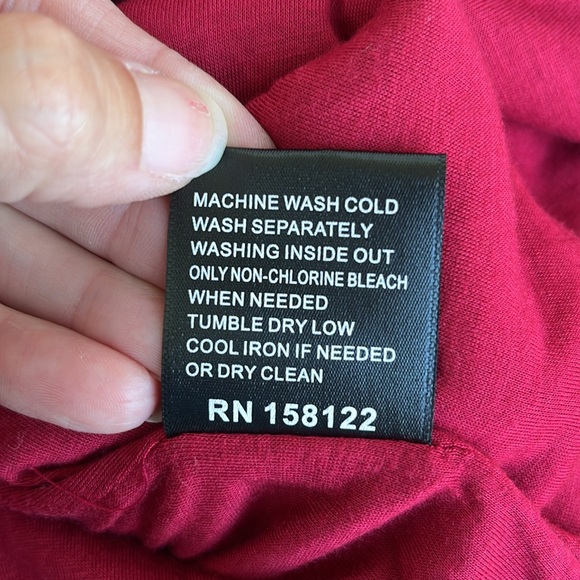 MACHINE WASH COLD
WASH SEPARATELY
WASHING INSIDE OUT
ONLY NON-CHLORINE BLEACH
WHEN NEEDED
TUMBLE DRY LOW
COOL IRON IF NEEDED
OR DRY CLEAN
RN 158122